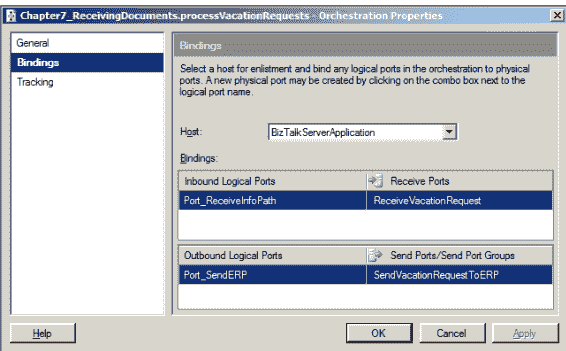 Chapter7_ReceivingDocuments.processVacationRequests - Orchestration Properties
General
Bindings
Tracking
Bindings
Select a host for enlistment and bind any logical ports in the orchestration to physical
ports. A new physical port may be created by clicking on the combo box next to the
logical port name.
Host: BizTalkServerApplication
Bindings:
Inbound Logical Ports Receive Ports
Port_ReceiveInfoPath ReceiveVacationRequest
Outbound Logical Ports Send Ports/Send Port Groups
Port_SendERP SendVacationRequestToERP
Help OK Cancel Apply